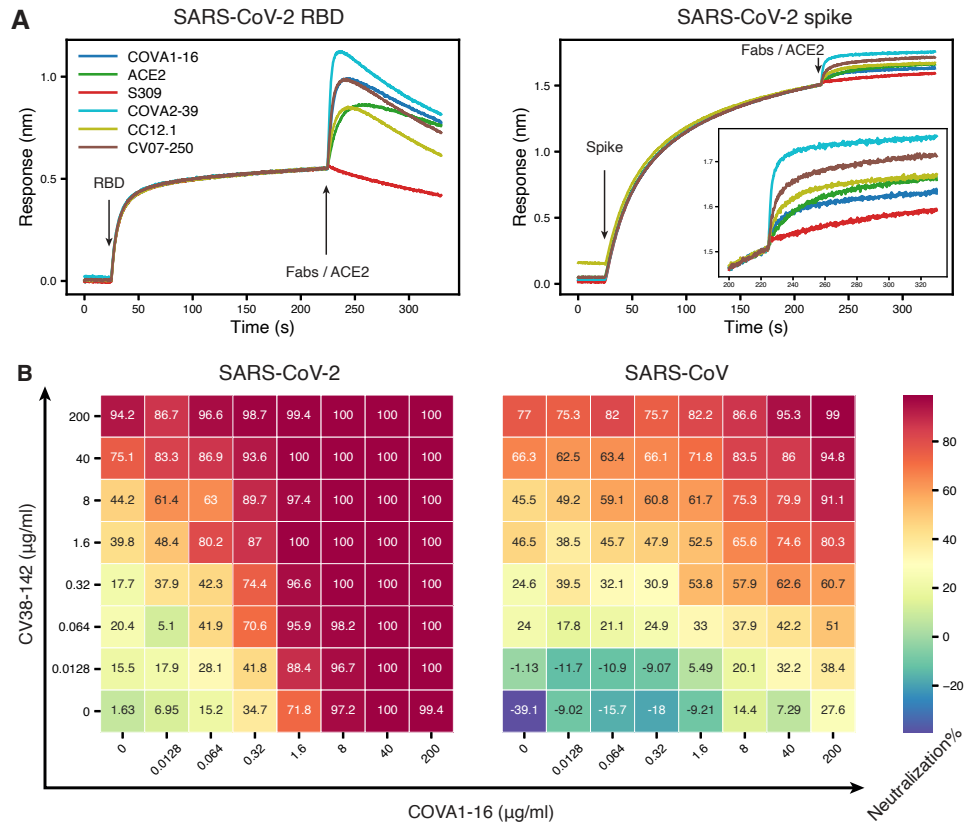 A
SARS-CoV-2 RBD
SARS-CoV-2 spike
COVA1-16
ACE2
S309
COVA2-39
CC12.1
CV07-250
RBD
Fabs / ACE2
1.0
0.5
0.0
Response (nm)
0 50 100 150 200 250 300
Time (s)
Fabs / ACE2
Spike
1.5
1.0
0.5
0.0
Response (nm)
1.7
1.6
1.5
200 220 240 260 280 300 320
0 50 100 150 200 250 300
Time (s)
B
SARS-CoV-2
SARS-CoV
200 94.2 86.7 96.6 98.7 99.4 100 100 100
40 75.1 83.3 86.9 93.6 100 100 100 100
8 44.2 61.4 63 89.7 97.4 100 100 100
1.6 39.8 48.4 80.2 87 100 100 100 100
0.32 17.7 37.9 42.3 74.4 96.6 100 100 100
0.064 20.4 5.1 41.9 70.6 95.9 98.2 100 100
0.0128 15.5 17.9 28.1 41.8 88.4 96.7 100 100
0 1.63 6.95 15.2 34.7 71.8 97.2 100 99.4
0 0.0128 0.064 0.32 1.6 8 40 200
CV38-142 (μg/ml)
77 75.3 82 75.7 82.2 86.6 95.3 99
66.3 62.5 63.4 66.1 71.8 83.5 86 94.8
45.5 49.2 59.1 60.8 61.7 75.3 79.9 91.1
46.5 38.5 45.7 47.9 52.5 65.6 74.6 80.3
24.6 39.5 32.1 30.9 53.8 57.9 62.6 60.7
24 17.8 21.1 24.9 33 37.9 42.2 51
-1.13 -11.7 -10.9 -9.07 5.49 20.1 32.2 38.4
-39.1 -9.02 -15.7 -18 -9.21 14.4 7.29 27.6
0 0.0128 0.064 0.32 1.6 8 40 200
80
60
40
20
0
−20
Neutralization%
COVA1-16 (μg/ml)